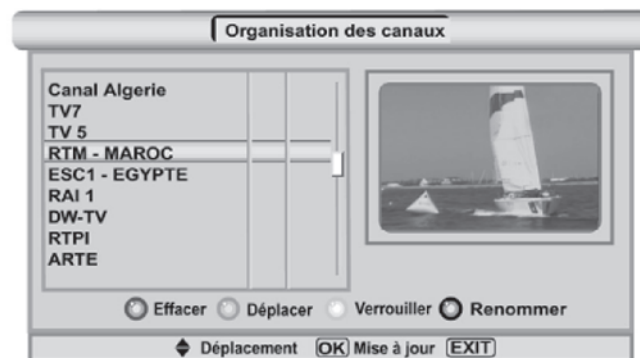 Organisation des canaux
Canal Algerie
TV7
TV 5
RTM - MAROC
ESC1 - EGYPTE
RAI 1
DW-TV
RTPI
ARTE
Effacer Déplacer Verrouiller Renommer
Déplacement OK Mise à jour EXIT